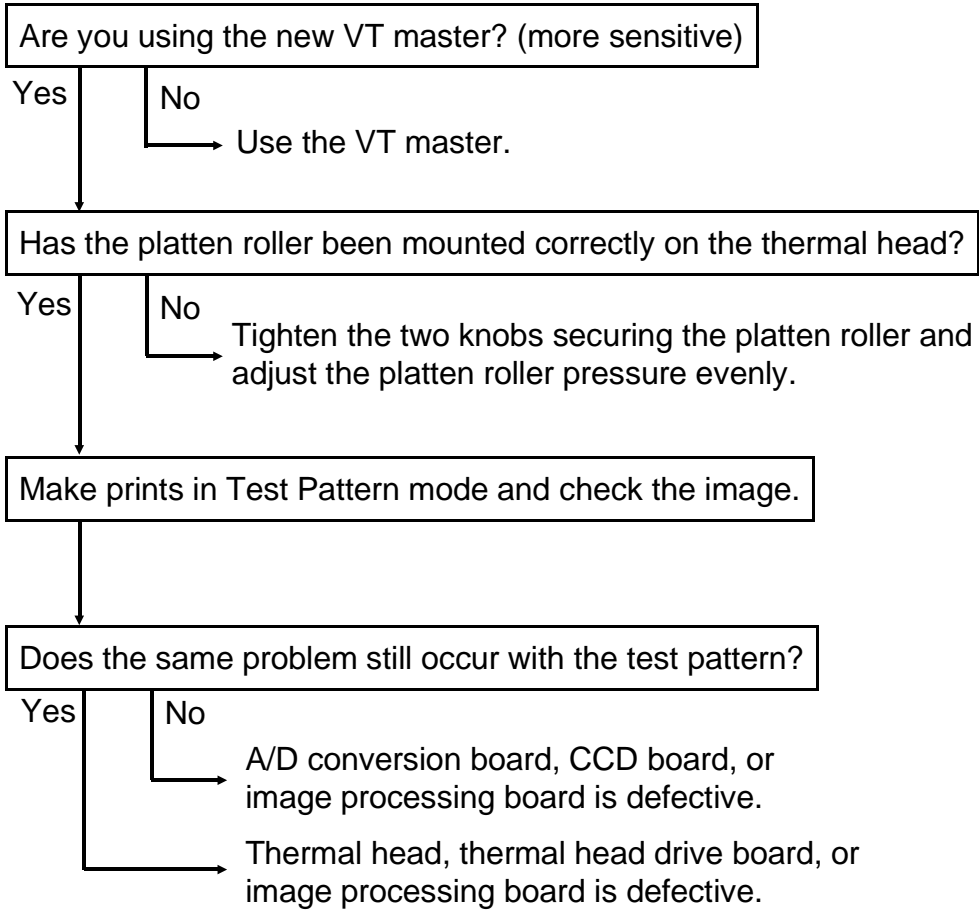 Are you using the new VT master? (more sensitive)
Yes
No
Use the VT master.
Has the platten roller been mounted correctly on the thermal head?
Yes
No
Tighten the two knobs securing the platten roller and
adjust the platten roller pressure evenly.
Make prints in Test Pattern mode and check the image.
Does the same problem still occur with the test pattern?
Yes
No
A/D conversion board, CCD board, or
image processing board is defective.
Thermal head, thermal head drive board, or
image processing board is defective.